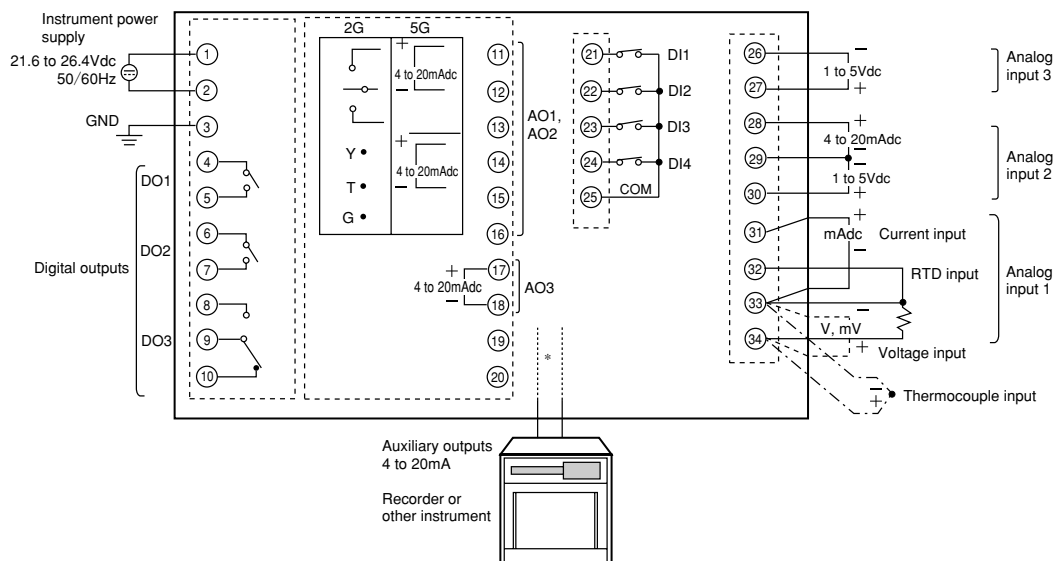 Instrument power
supply
21.6 to 26.4Vdc
50/60Hz
GND
DO1
DO2
Digital outputs
DO3
1
2
3
4
5
6
7
8
9
10
2G
5G
+
4 to 20mAdc
−
+
4 to 20mAdc
−
Y
T
G
11
12
13
14
15
16
AO1,
AO2
17
+
4 to 20mAdc
−
18
AO3
19
20
*
21
DI1
22
DI2
23
DI3
24
DI4
25
COM
26
−
1 to 5Vdc
27
+
Analog
input 3
28
+
4 to 20mAdc
29
−
−
1 to 5Vdc
30
+
Analog
input 2
31
+
mAdc
Current input
−
32
RTD input
33
−
V, mV
34
+
Voltage input
Analog
input 1
−
+
Thermocouple input
Auxiliary outputs
4 to 20mA
Recorder or
other instrument